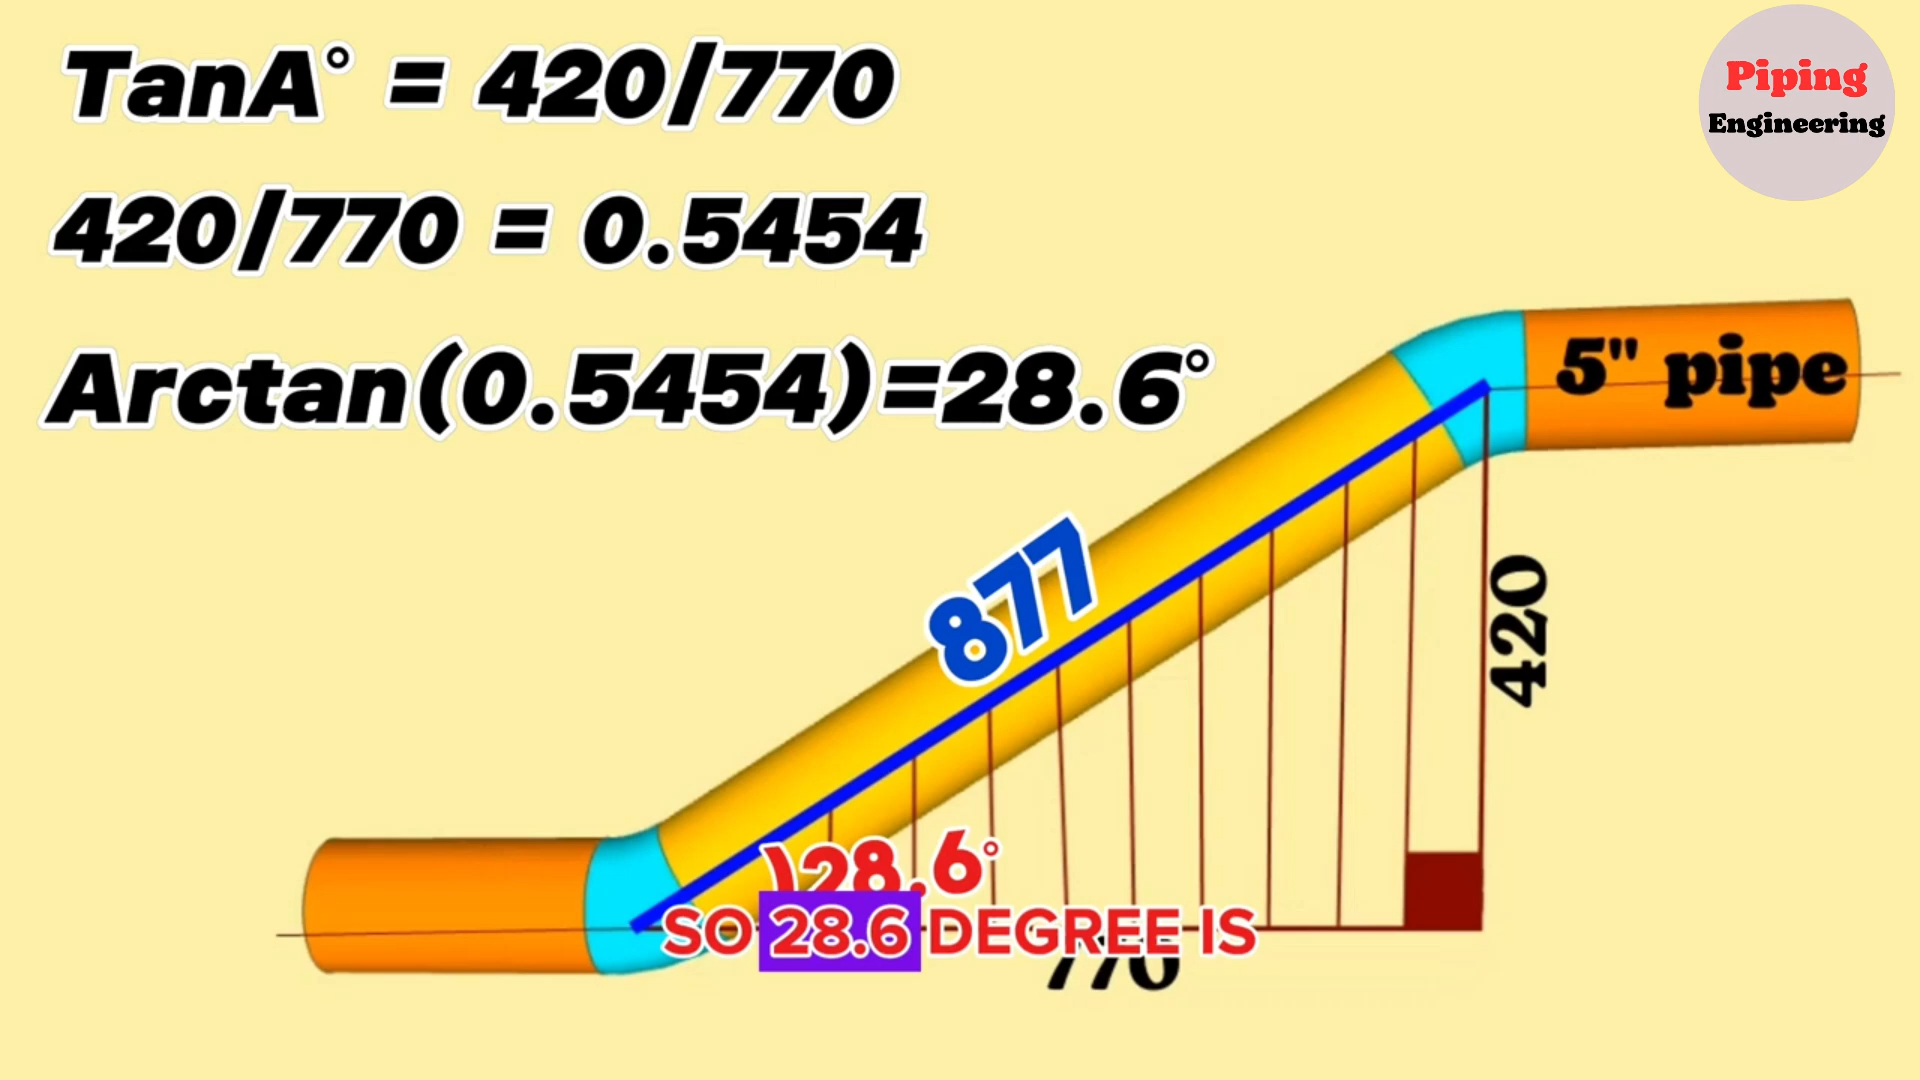 TanA° = 420/770
Piping
Engineering
420/770 = 0.5454
Arctan(0.5454)=28.6°
5" pipe
877
420
)28.6°
SO 28.6 DEGREE IS
770